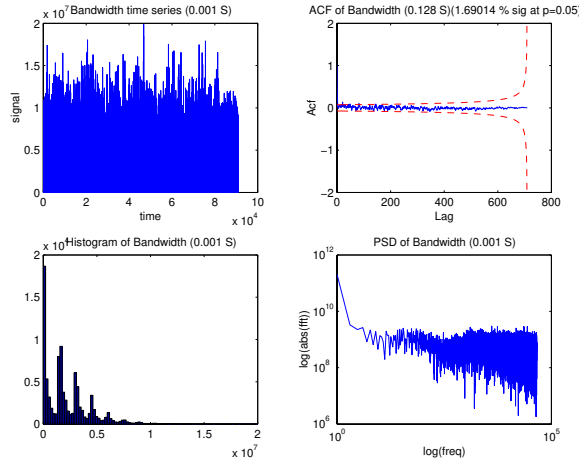 x 10^7 Bandwidth time series (0.001 S)
2
1.5
1
0.5
0
signal
0 2 4 6 8 10
time
x 10^4
ACF of Bandwidth (0.128 S)(1.69014 % sig at p=0.05)
2
1
0
−1
−2
Acf
0 200 400 600 800
Lag
x 10^4 Histogram of Bandwidth (0.001 S)
2
1.5
1
0.5
0
0 0.5 1 1.5 2
x 10^7
PSD of Bandwidth (0.001 S)
10^12
10^10
10^8
10^6
log(abs(fft))
10^0 10^5
log(freq)